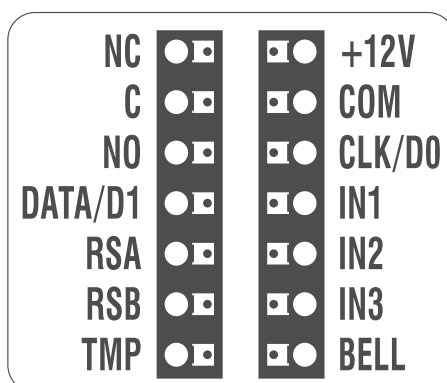 NC +12V
C COM
NO CLK/D0
DATA/D1 IN1
RSA IN2
RSB IN3
TMP BELL